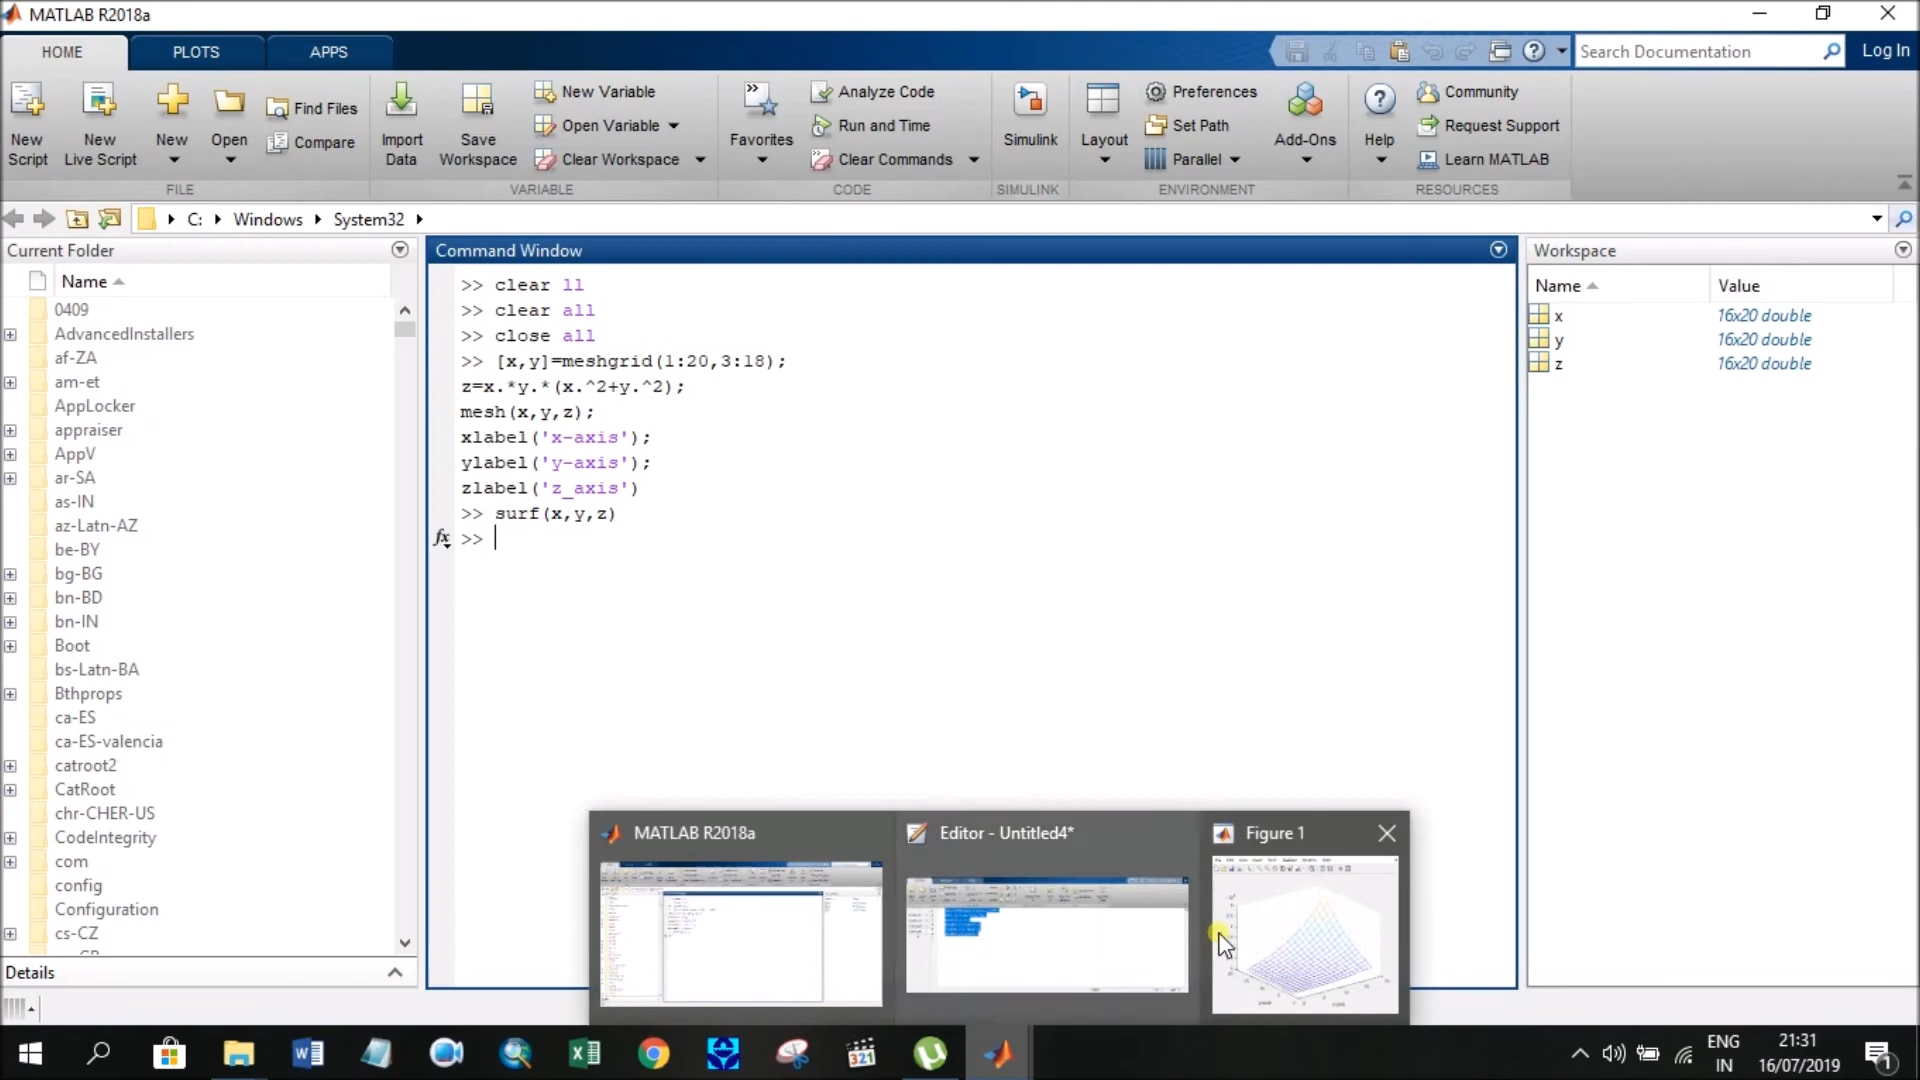 MATLAB R2018a
HOME
PLOTS
APPS
Search Documentation
Log In
New Script
New Live Script
New
Open
Find Files
Compare
Import Data
Save Workspace
New Variable
Open Variable
Clear Workspace
Favorites
Analyze Code
Run and Time
Clear Commands
Simulink
Layout
Preferences
Set Path
Parallel
Add-Ons
Help
Community
Request Support
Learn MATLAB
FILE
VARIABLE
CODE
SIMULINK
ENVIRONMENT
RESOURCES
C: Windows System32
Current Folder
Name
0409
AdvancedInstallers
af-ZA
am-et
AppLocker
appraiser
AppV
ar-SA
as-IN
az-Latn-AZ
be-BY
bg-BG
bn-BD
bn-IN
Boot
bs-Latn-BA
Bthprops
ca-ES
ca-ES-valencia
catroot2
CatRoot
chr-CHER-US
CodeIntegrity
com
config
Configuration
cs-CZ
Details
Command Window
>> clear ll
>> clear all
>> close all
>> [x,y]=meshgrid(1:20,3:18);
z=x.*y.*(x.^2+y.^2);
mesh(x,y,z);
xlabel('x-axis');
ylabel('y-axis');
zlabel('z_axis')
>> surf(x,y,z)
fx >>
Workspace
Name Value
x 16x20 double
y 16x20 double
z 16x20 double
MATLAB R2018a
Editor - Untitled4*
Figure 1
321
ENG
IN
21:31
16/07/2019
1